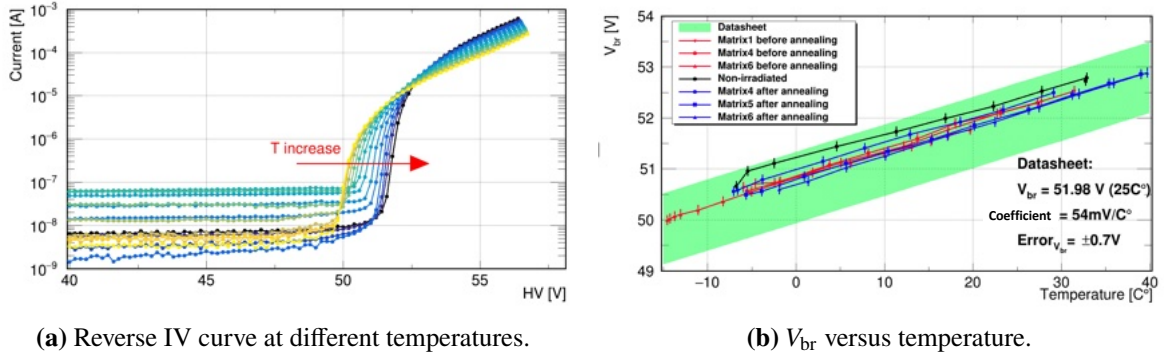 Current [A]
10⁻³
10⁻⁴
10⁻⁵
10⁻⁶
10⁻⁷
10⁻⁸
10⁻⁹
T increase
40 45 50 55
HV [V]
(a) Reverse IV curve at different temperatures.
V_br [V]
54
53
52
51
50
49
Datasheet
Matrix1 before annealing
Matrix4 before annealing
Matrix6 before annealing
Non-irradiated
Matrix4 after annealing
Matrix5 after annealing
Matrix6 after annealing
Datasheet:
V_br = 51.98 V (25C°)
Coefficient = 54mV/C°
Error_V_br = ±0.7V
−10 0 10 20 30 40
Temperature [C°]
(b) V_br versus temperature.